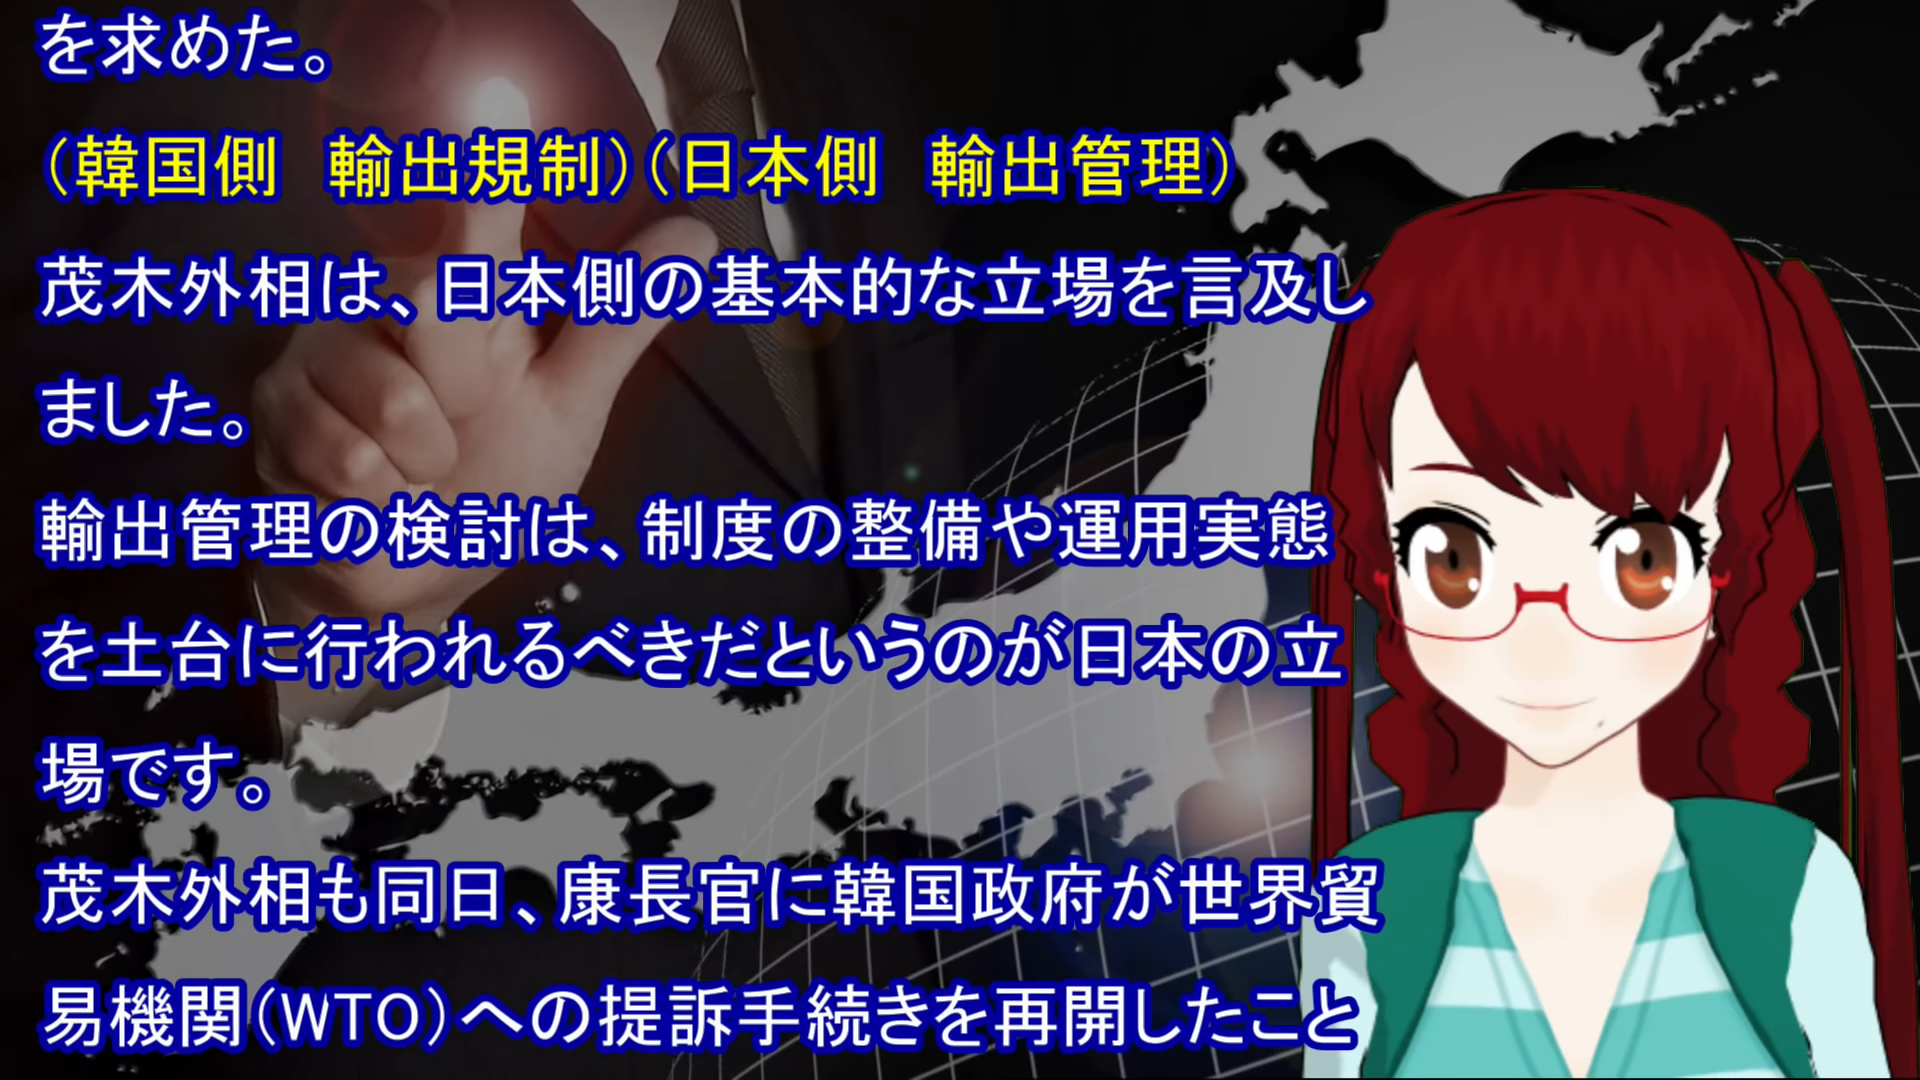 を求めた。
（韓国側　輸出規制）（日本側　輸出管理）
茂木外相は、日本側の基本的な立場を言及し
ました。
輸出管理の検討は、制度の整備や運用実態
を土台に行われるべきだというのが日本の立
場です。
茂木外相も同日、康長官に韓国政府が世界貿
易機関（WTO）への提訴手続きを再開したこと